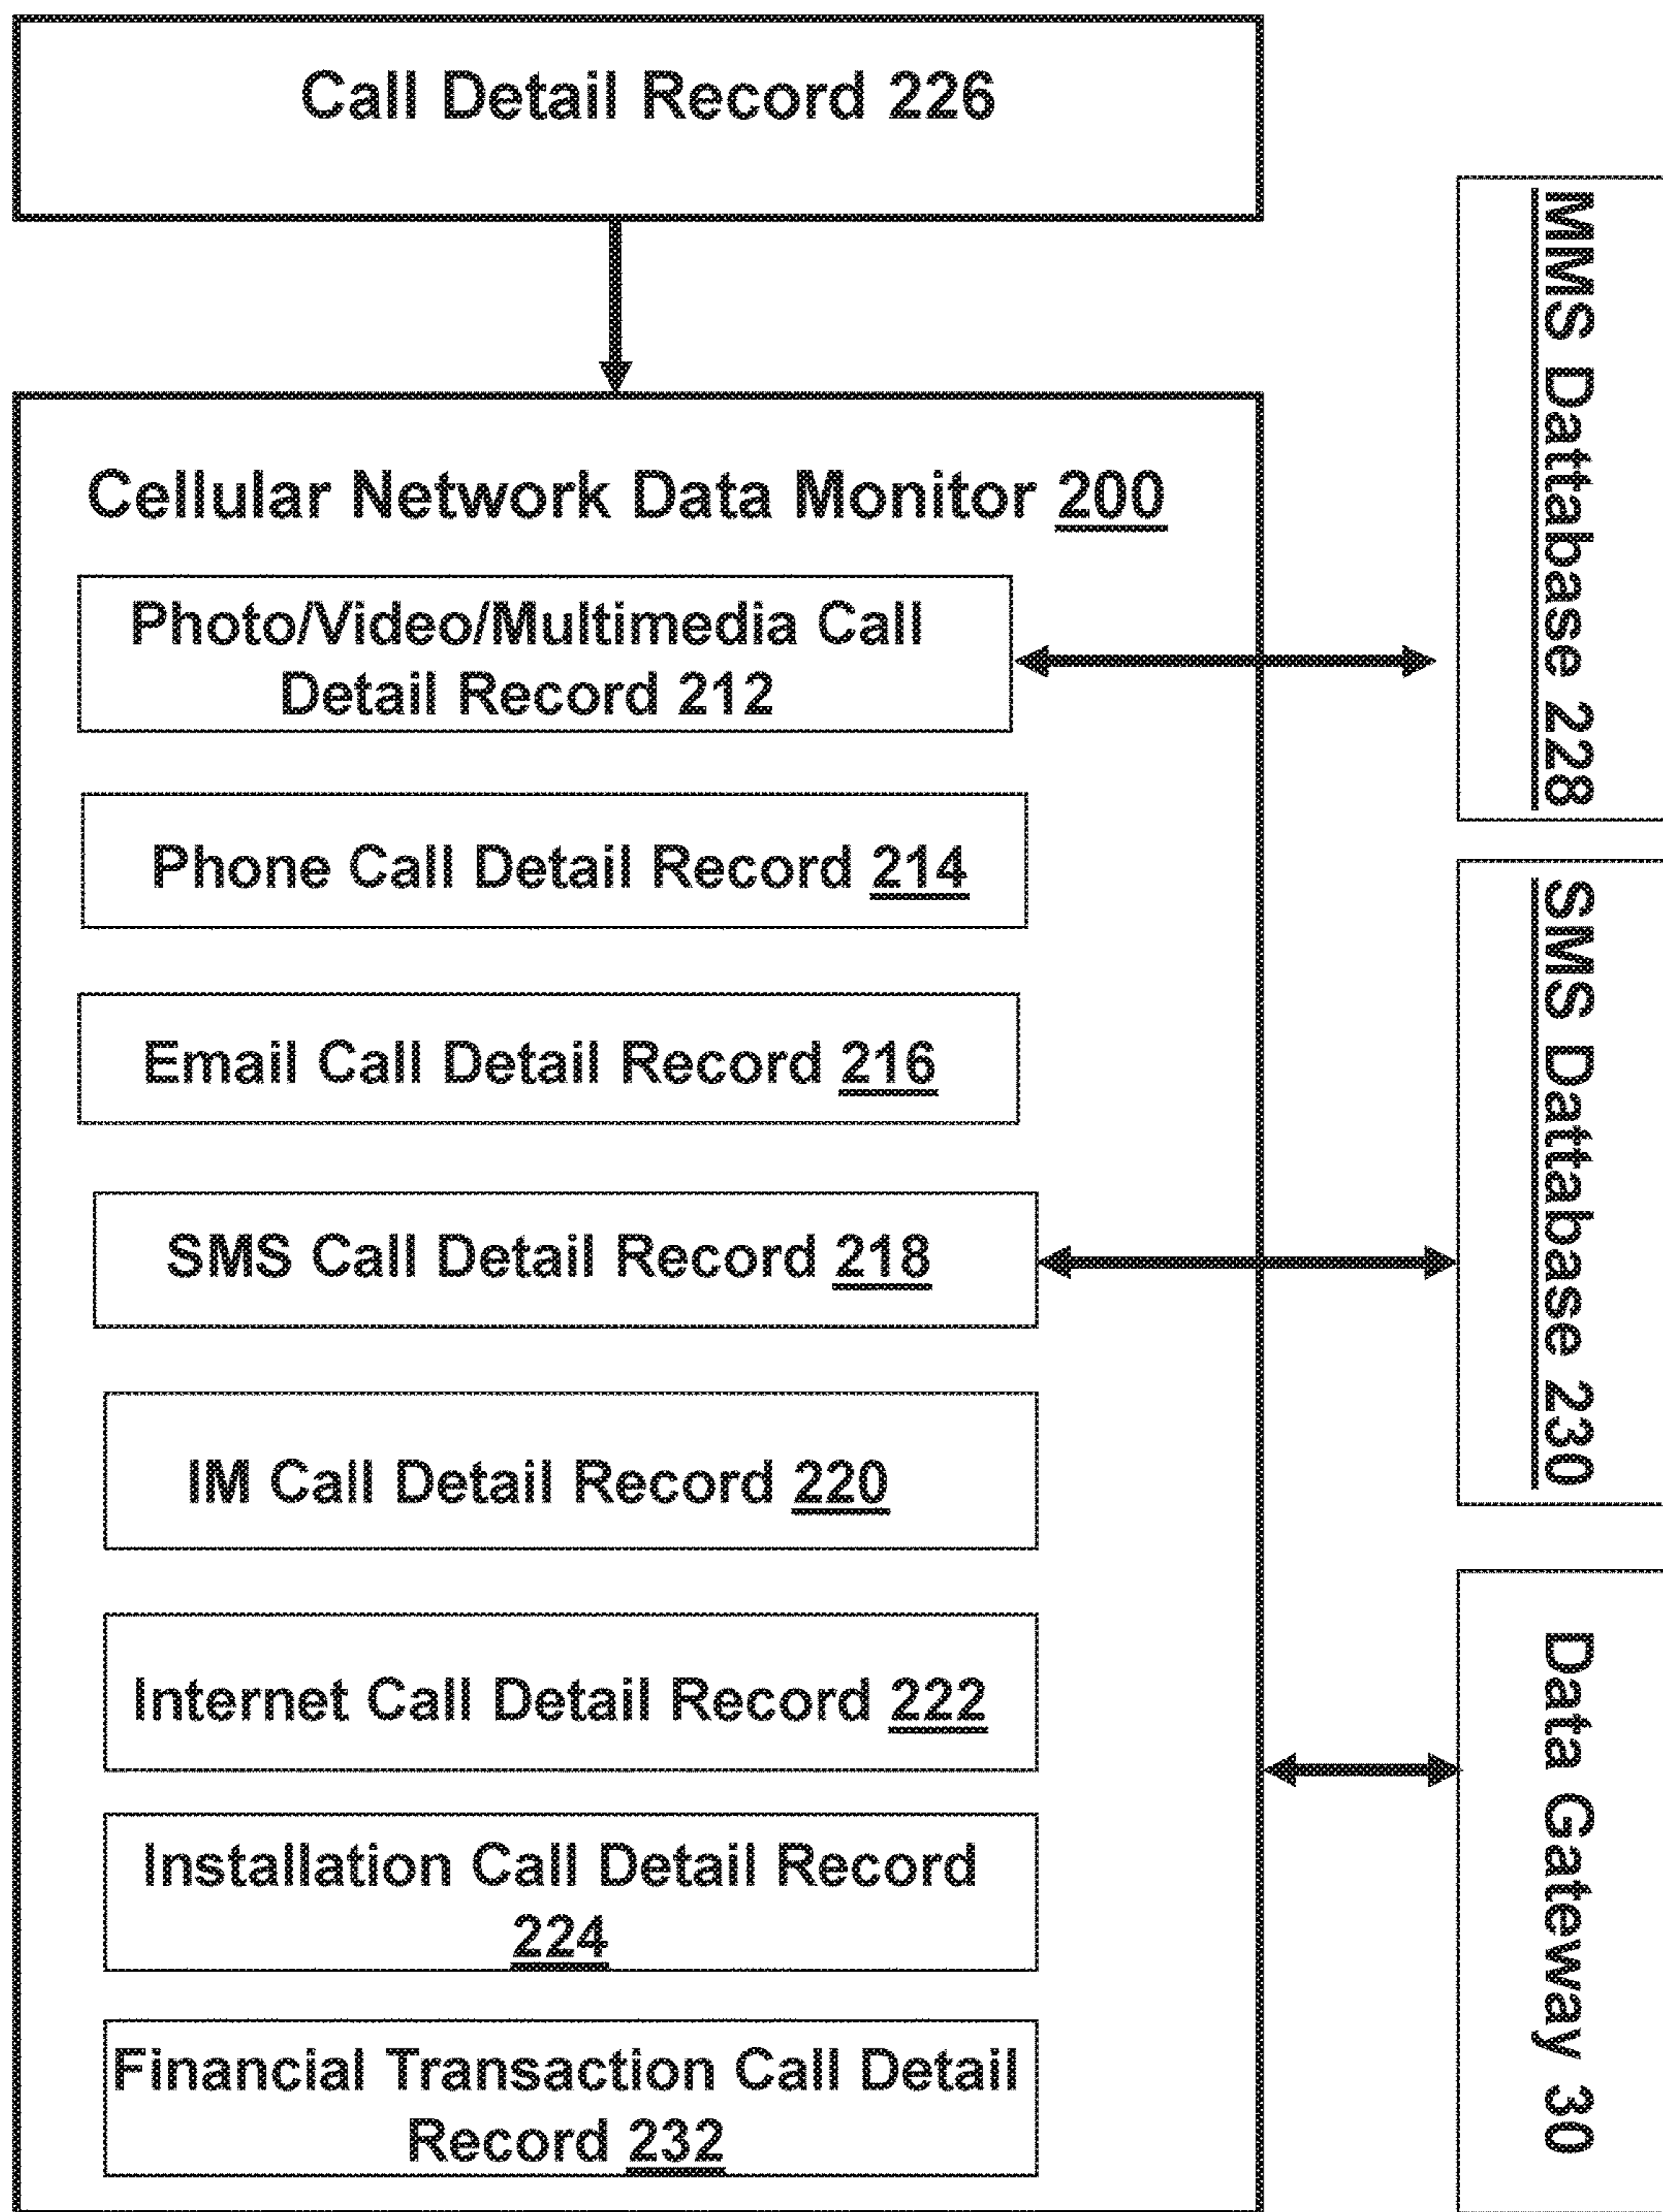 Call Detail Record 226
Cellular Network Data Monitor 200
Photo/Video/Multimedia Call
Detail Record 212
Phone Call Detail Record 214
Email Call Detail Record 216
SMS Call Detail Record 218
IM Call Detail Record 220
Internet Call Detail Record 222
Installation Call Detail Record
224
Financial Transaction Call Detail
Record 232
MMS Dattabase 228
SMS Dattabase 230
Data Gateway 30